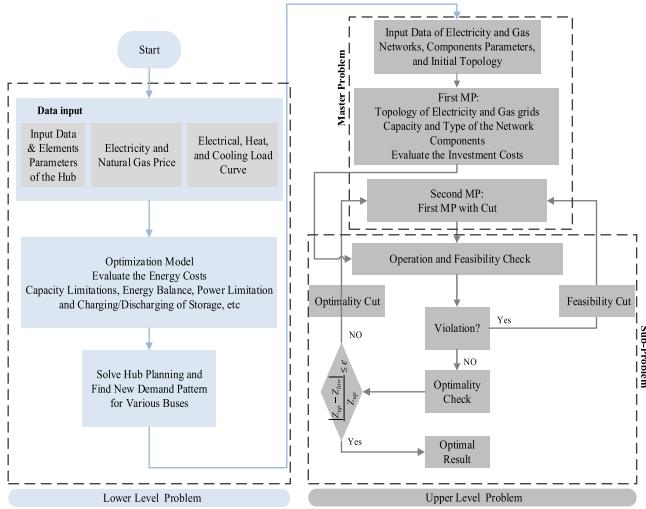 Start
Data input
Input Data
& Elements
Parameters
of the Hub
Electricity and
Natural Gas Price
Electrical, Heat,
and Cooling Load
Curve
Optimization Model
Evaluate the Energy Costs
Capacity Limitations, Energy Balance, Power Limitation
and Charging/Discharging of Storage, etc
Solve Hub Planning and
Find New Demand Pattern
for Various Buses
Lower Level Problem
Master Problem
Input Data of Electricity and Gas
Networks, Components Parameters,
and Initial Topology
First MP:
Topology of Electricity and Gas grids
Capacity and Type of the Network
Components
Evaluate the Investment Costs
Second MP:
First MP with Cut
Operation and Feasibility Check
Optimality Cut
Feasibility Cut
Violation?
Yes
NO
NO
Optimality
Check
|Z_up − Z_low / Z_up| ≤ ε
Yes
Optimal
Result
Sub-Problem
Upper Level Problem